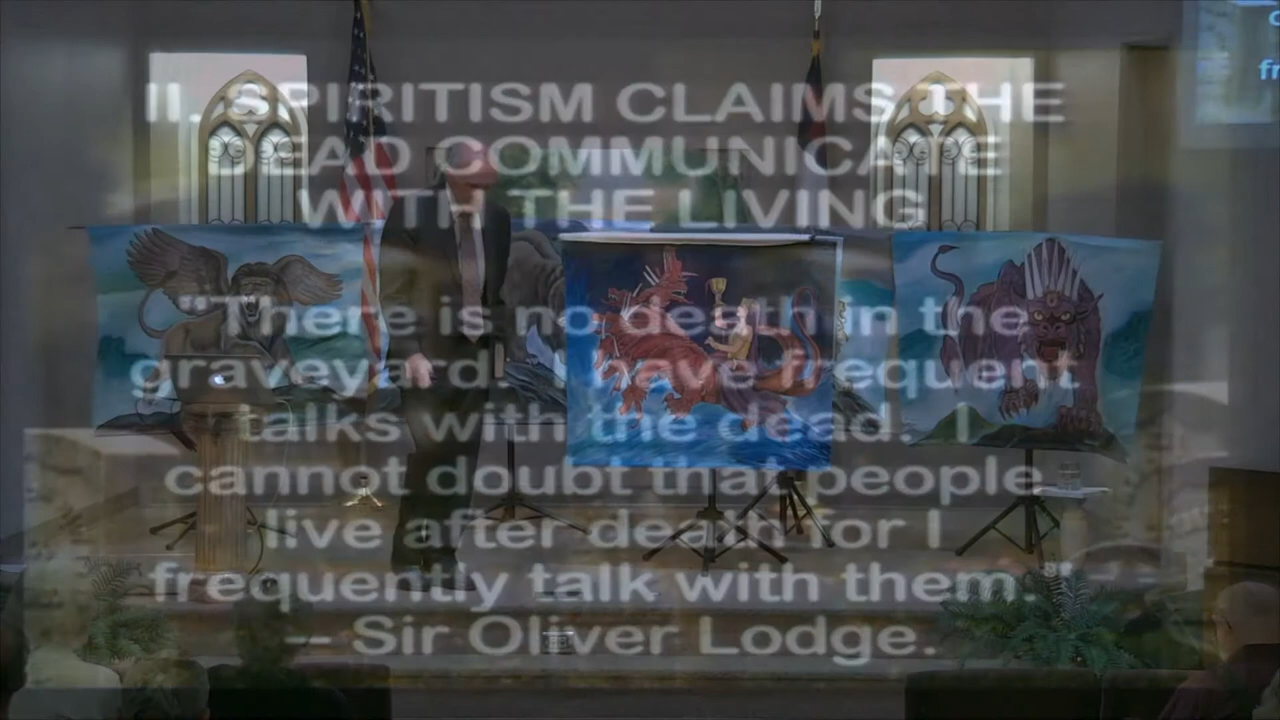 II. SPIRITISM CLAIMS THE
DEAD COMMUNICATE
WITH THE LIVING
"There is no death in the
graveyard. I have frequent
talks with the dead. I
cannot doubt that people
live after death for I
frequently talk with them."
-- Sir Oliver Lodge.
fr